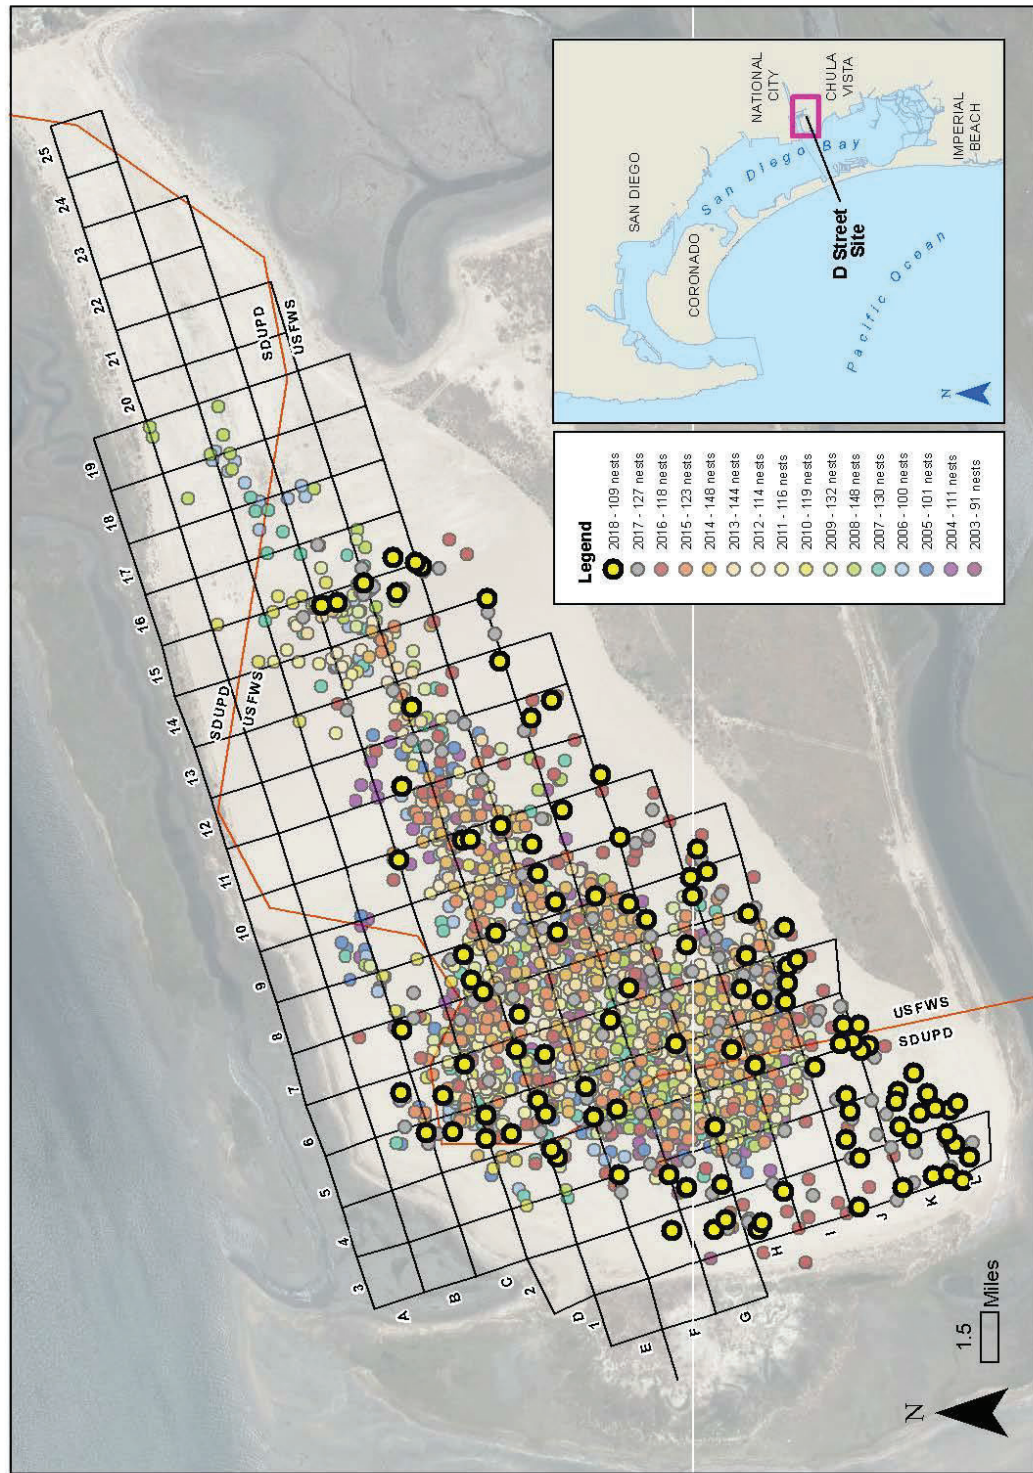 25
24
23
22
21
20
19
18
17
16
15
14
13
12
11
10
9
8
7
6
5
4
3
A
B
C
2
D
1
E
F
G
H
I
J
K
L
SDUPD
USFWS
SDUPD
USFWS
USFWS
SDUPD
N
1.5
Miles
Legend
2018 - 109 nests
2017 - 127 nests
2016 - 118 nests
2015 - 123 nests
2014 - 148 nests
2013 - 144 nests
2012 - 114 nests
2011 - 116 nests
2010 - 119 nests
2009 - 132 nests
2008 - 148 nests
2007 - 130 nests
2006 - 100 nests
2005 - 101 nests
2004 - 111 nests
2003 - 91 nests
SAN DIEGO
NATIONAL
CITY
CORONADO
San Diego Bay
CHULA
VISTA
D Street
Site
IMPERIAL
BEACH
Pacific Ocean
N